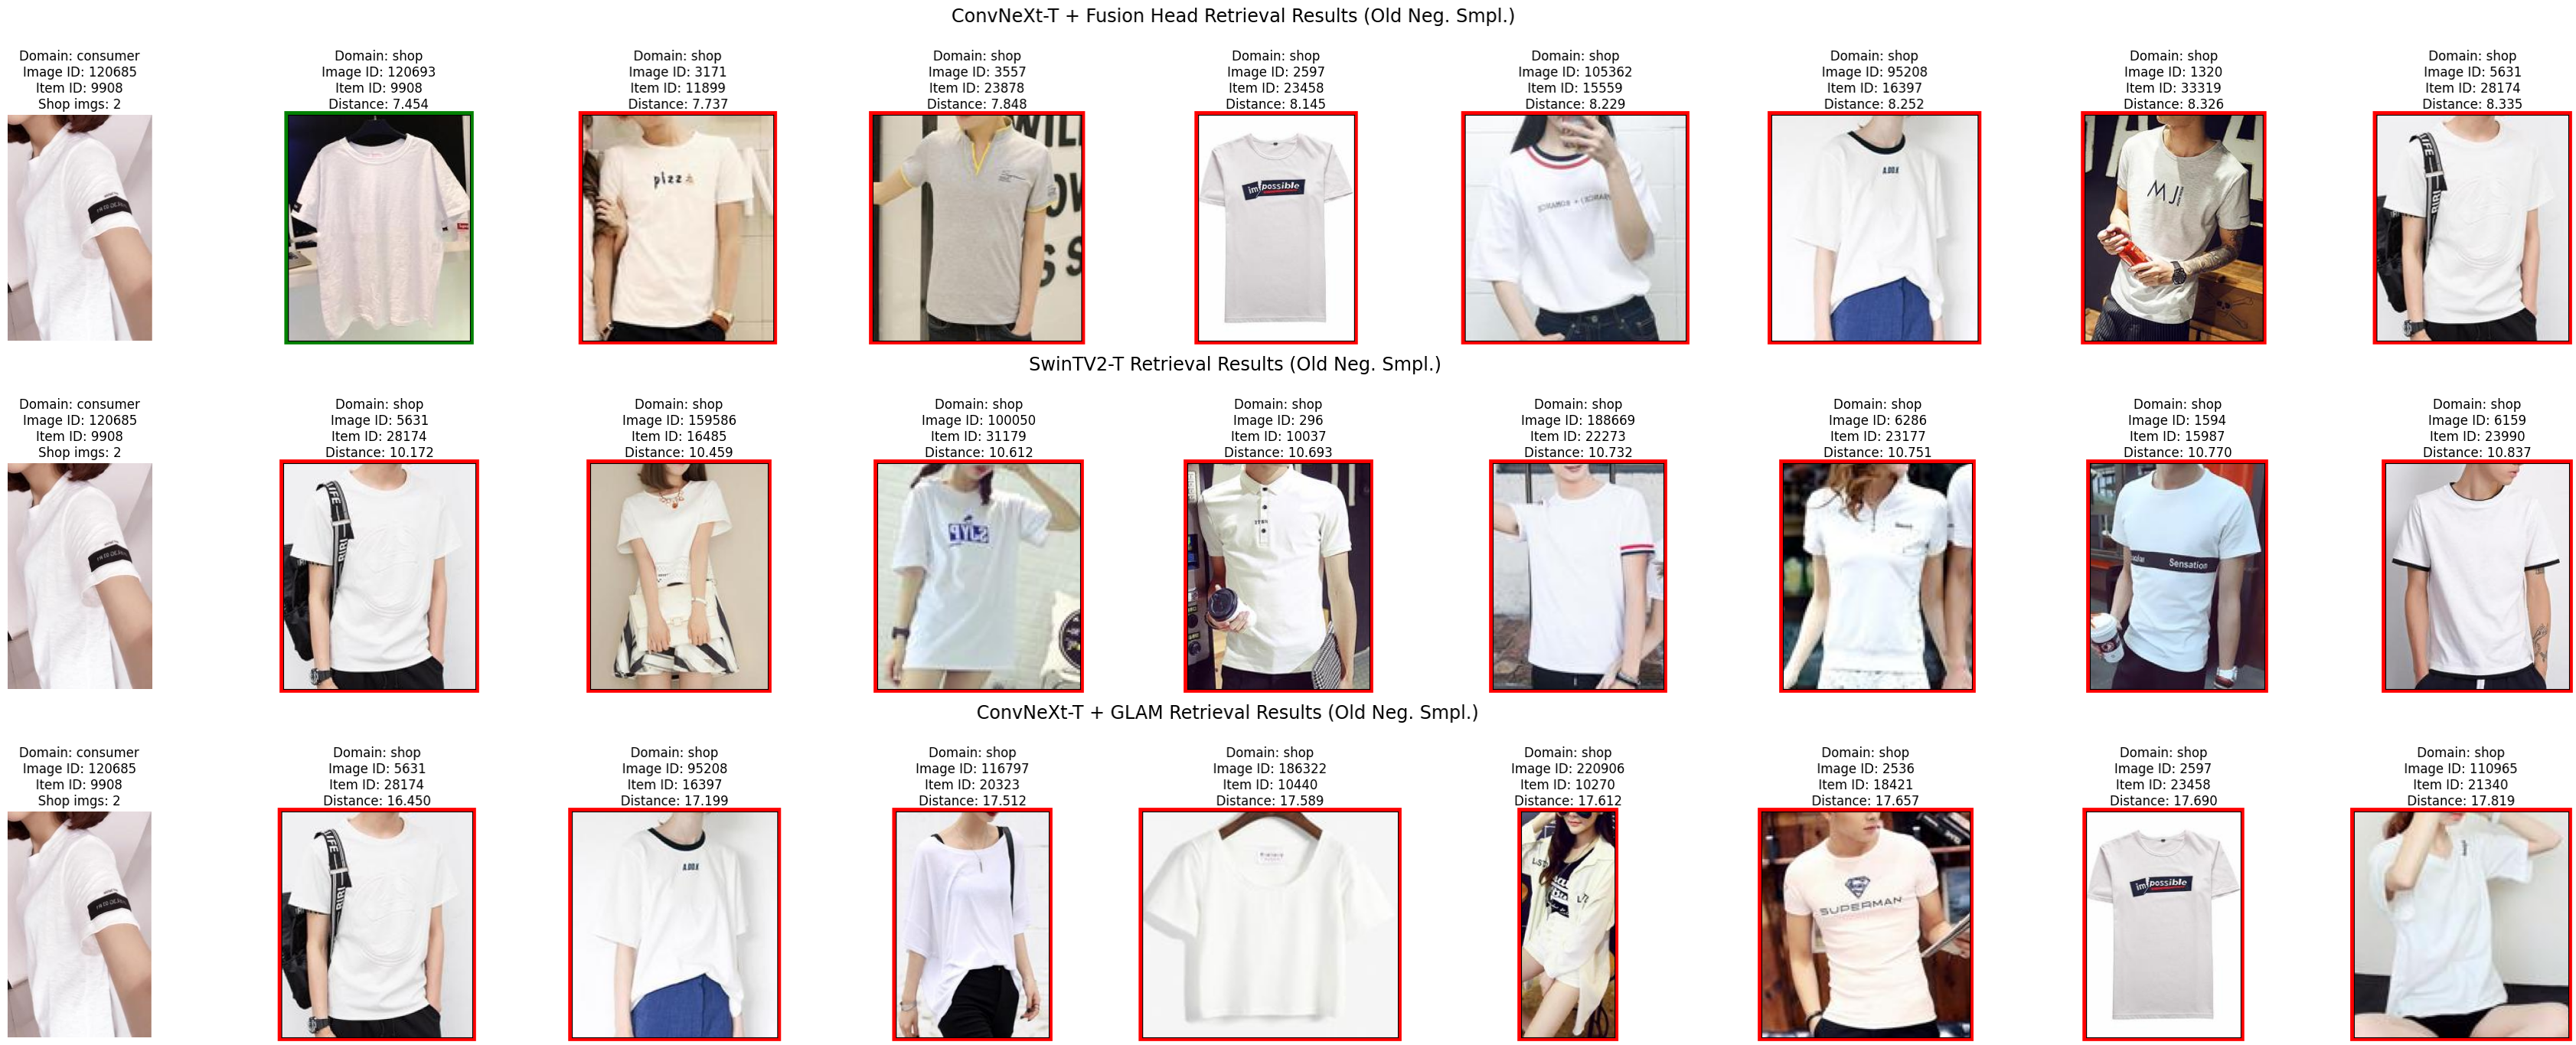 ConvNeXt-T + Fusion Head Retrieval Results (Old Neg. Smpl.)
Domain: consumer
Image ID: 120685
Item ID: 9908
Shop imgs: 2
Domain: shop
Image ID: 120693
Item ID: 9908
Distance: 7.454
Domain: shop
Image ID: 3171
Item ID: 11899
Distance: 7.737
pizza
Domain: shop
Image ID: 3557
Item ID: 23878
Distance: 7.848
Domain: shop
Image ID: 2597
Item ID: 23458
Distance: 8.145
im possible
Domain: shop
Image ID: 105362
Item ID: 15559
Distance: 8.229
Domain: shop
Image ID: 95208
Item ID: 16397
Distance: 8.252
Domain: shop
Image ID: 1320
Item ID: 33319
Distance: 8.326
MJ
Domain: shop
Image ID: 5631
Item ID: 28174
Distance: 8.335
SwinTV2-T Retrieval Results (Old Neg. Smpl.)
Domain: consumer
Image ID: 120685
Item ID: 9908
Shop imgs: 2
Domain: shop
Image ID: 5631
Item ID: 28174
Distance: 10.172
Domain: shop
Image ID: 159586
Item ID: 16485
Distance: 10.459
Domain: shop
Image ID: 100050
Item ID: 31179
Distance: 10.612
Domain: shop
Image ID: 296
Item ID: 10037
Distance: 10.693
Domain: shop
Image ID: 188669
Item ID: 22273
Distance: 10.732
Domain: shop
Image ID: 6286
Item ID: 23177
Distance: 10.751
Domain: shop
Image ID: 1594
Item ID: 15987
Distance: 10.770
Sensation
Domain: shop
Image ID: 6159
Item ID: 23990
Distance: 10.837
ConvNeXt-T + GLAM Retrieval Results (Old Neg. Smpl.)
Domain: consumer
Image ID: 120685
Item ID: 9908
Shop imgs: 2
Domain: shop
Image ID: 5631
Item ID: 28174
Distance: 16.450
Domain: shop
Image ID: 95208
Item ID: 16397
Distance: 17.199
Domain: shop
Image ID: 116797
Item ID: 20323
Distance: 17.512
Domain: shop
Image ID: 186322
Item ID: 10440
Distance: 17.589
Domain: shop
Image ID: 220906
Item ID: 10270
Distance: 17.612
Domain: shop
Image ID: 2536
Item ID: 18421
Distance: 17.657
SUPERMAN
Domain: shop
Image ID: 2597
Item ID: 23458
Distance: 17.690
im possible
Domain: shop
Image ID: 110965
Item ID: 21340
Distance: 17.819